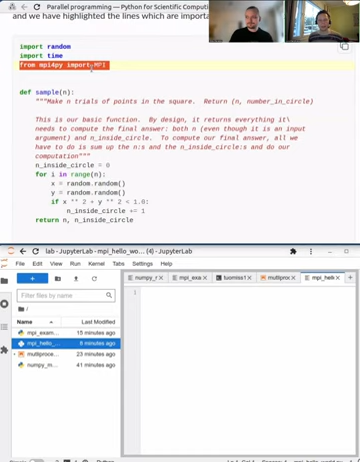 Parallel programming — Python for Scientific Comput
and we have highlighted the lines which are importa
import random
import time
from mpi4py import MPI
def sample(n):
"""Make n trials of points in the square. Return (n, number_in_circle)
This is our basic function. By design, it returns everything it\
needs to compute the final answer: both n (even though it is an input
argument) and n_inside_circle. To compute our final answer, all we
have to do is sum up the n:s and the n_inside_circle:s and do our
computation"""
n_inside_circle = 0
for i in range(n):
x = random.random()
y = random.random()
if x ** 2 + y ** 2 < 1.0:
n_inside_circle += 1
return n, n_inside_circle
lab - JupyterLab - mpi_hello_wo... (4) - JupyterLab
File Edit View Run Kernel Tabs Settings Help
numpy_r mpi_exa tuomiss1 mutliproc mpi_hell
Filter files by name
/
Name Last Modified
mpi_exam... 15 minutes ago
mpi_hello_... 8 minutes ago
mutliproce... 23 minutes ago
numpy_m... 41 minutes ago
1